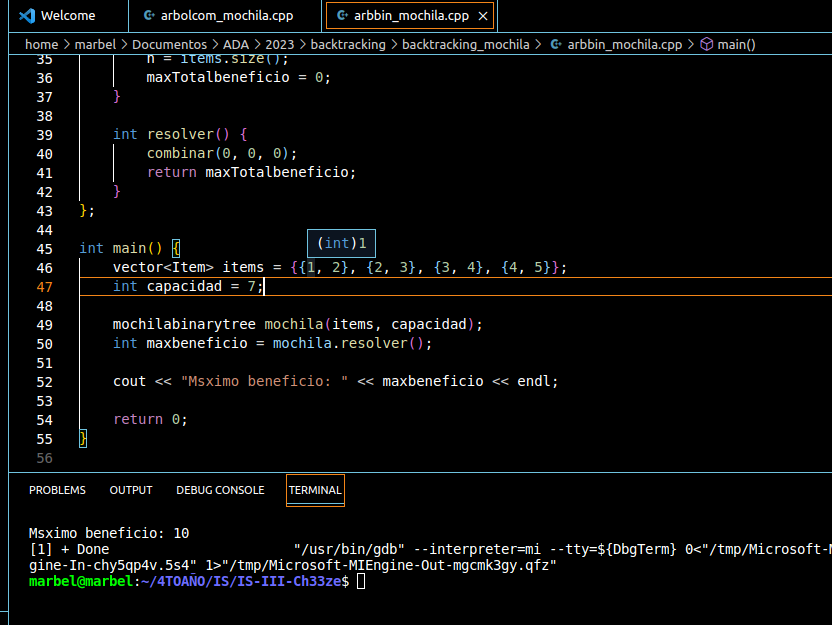 Welcome
arbolcom_mochila.cpp
arbbin_mochila.cpp ×
home > marbel > Documentos > ADA > 2023 > backtracking > backtracking_mochila > arbbin_mochila.cpp > main()
35 n = items.size();
36 maxTotalbeneficio = 0;
37 }
38
39 int resolver() {
40 combinar(0, 0, 0);
41 return maxTotalbeneficio;
42 }
43 };
44
45 int main() {
(int)1
46 vector<Item> items = {{1, 2}, {2, 3}, {3, 4}, {4, 5}};
47 int capacidad = 7;
48
49 mochilabinarytree mochila(items, capacidad);
50 int maxbeneficio = mochila.resolver();
51
52 cout << "Msximo beneficio: " << maxbeneficio << endl;
53
54 return 0;
55 }
56
PROBLEMS OUTPUT DEBUG CONSOLE TERMINAL
Msximo beneficio: 10
[1] + Done "/usr/bin/gdb" --interpreter=mi --tty=${DbgTerm} 0<"/tmp/Microsoft-M
gine-In-chy5qp4v.5s4" 1>"/tmp/Microsoft-MIEngine-Out-mgcmk3gy.qfz"
marbel@marbel:~/4TOAÑO/IS/IS-III-Ch33ze$